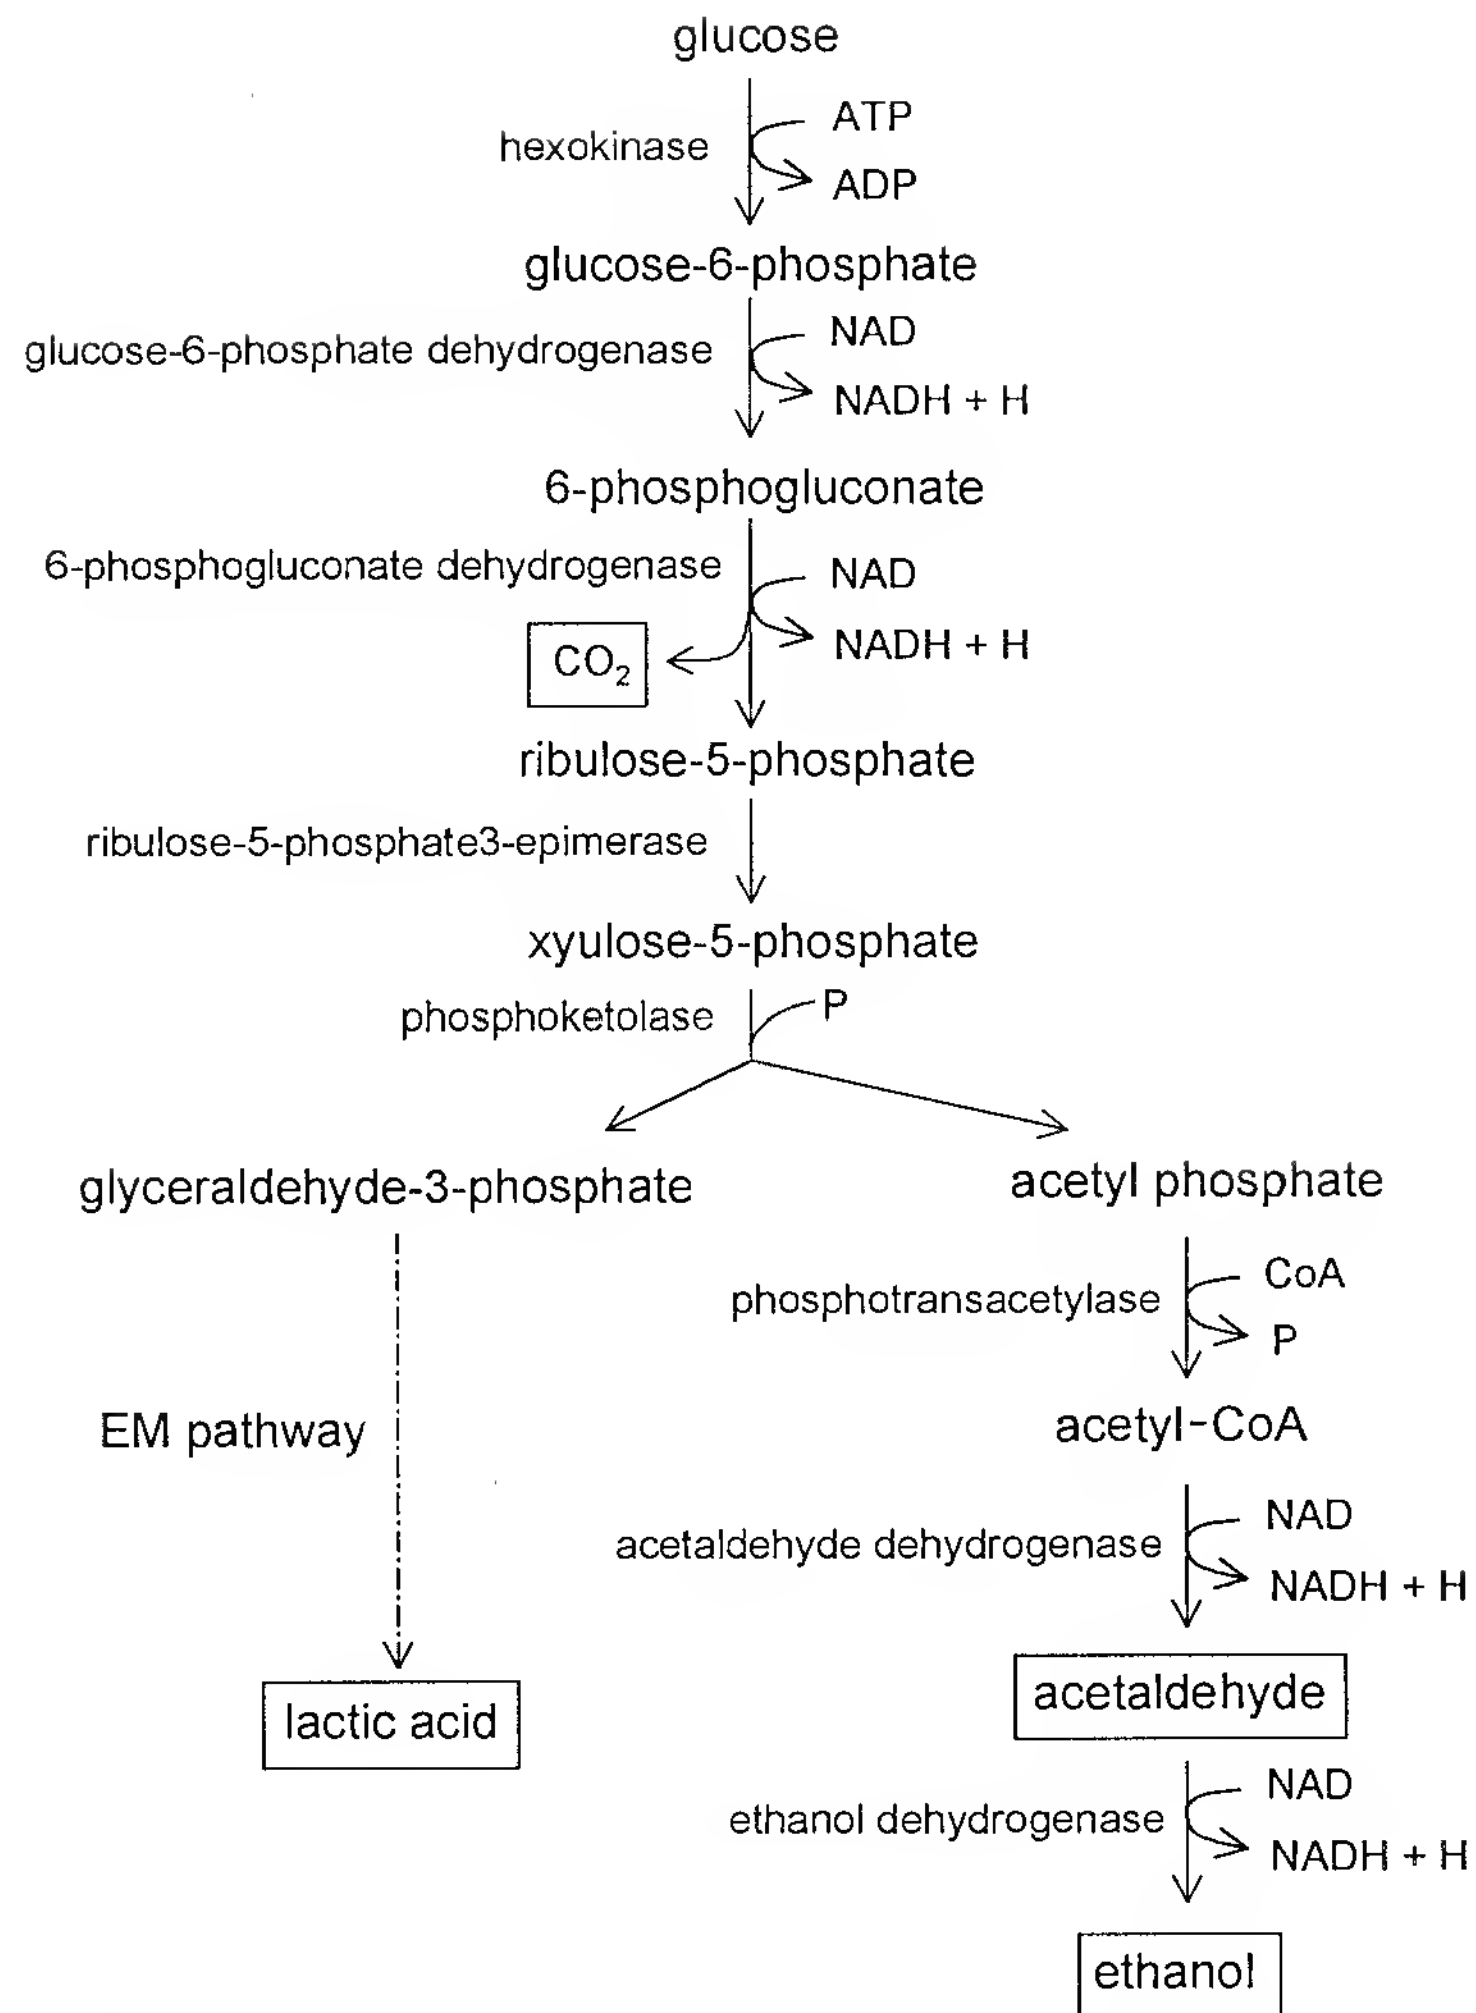 glucose
ATP
hexokinase
ADP
glucose-6-phosphate
NAD
glucose-6-phosphate dehydrogenase
NADH + H
6-phosphogluconate
6-phosphogluconate dehydrogenase
NAD
NADH + H
CO₂
ribulose-5-phosphate
ribulose-5-phosphate3-epimerase
xyulose-5-phosphate
P
phosphoketolase
glyceraldehyde-3-phosphate
acetyl phosphate
CoA
phosphotransacetylase
P
EM pathway
acetyl-CoA
NAD
acetaldehyde dehydrogenase
NADH + H
lactic acid
acetaldehyde
NAD
ethanol dehydrogenase
NADH + H
ethanol